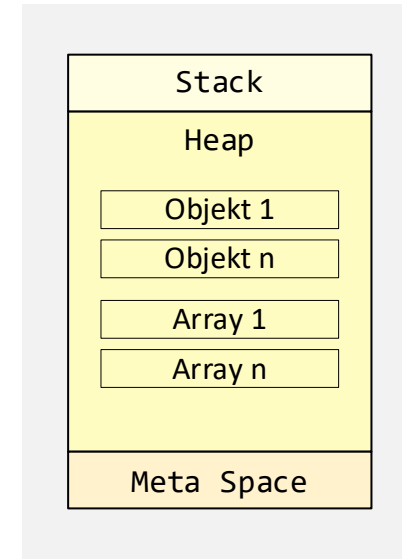 Stack
Heap
Objekt 1
Objekt n
Array 1
Array n
Meta Space